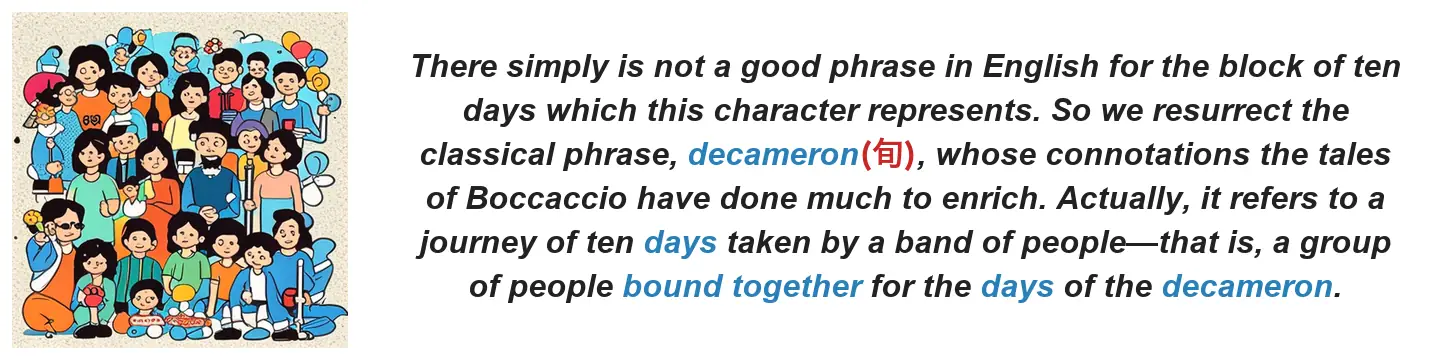 There simply is not a good phrase in English for the block of ten
days which this character represents. So we resurrect the
classical phrase, decameron(旬), whose connotations the tales
of Boccaccio have done much to enrich. Actually, it refers to a
journey of ten days taken by a band of people—that is, a group
of people bound together for the days of the decameron.